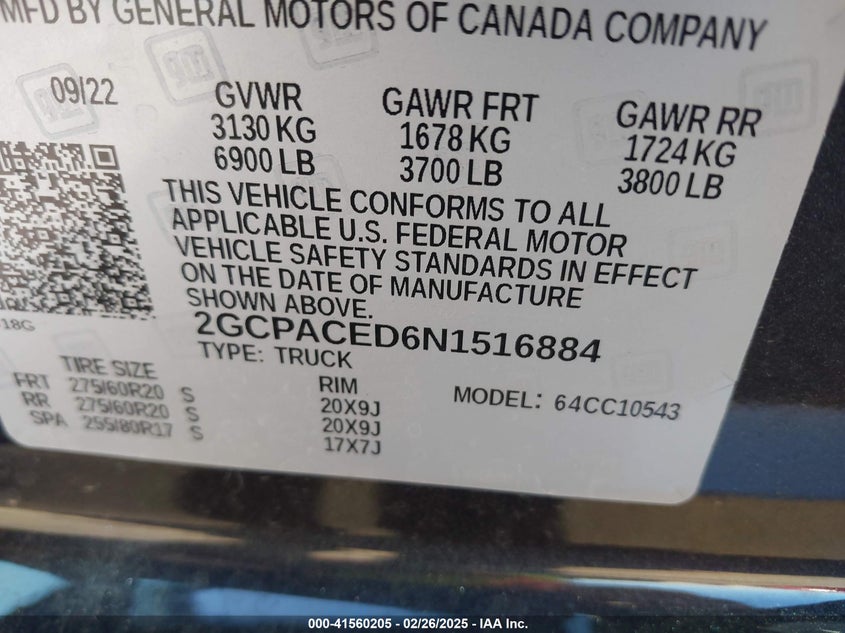 MFD BY GENERAL MOTORS OF CANADA COMPANY
09/22 GVWR GAWR FRT GAWR RR
3130 KG 1678 KG 1724 KG
6900 LB 3700 LB 3800 LB
THIS VEHICLE CONFORMS TO ALL
APPLICABLE U.S. FEDERAL MOTOR
VEHICLE SAFETY STANDARDS IN EFFECT
ON THE DATE OF MANUFACTURE
SHOWN ABOVE.
2GCPACED6N1516884
TYPE: TRUCK
TIRE SIZE RIM MODEL: 64CC10543
FRT 275/60R20 S 20X9J
RR 275/60R20 S 20X9J
SPA 255/80R17 S 17X7J
000-41560205 - 02/26/2025 - IAA Inc.